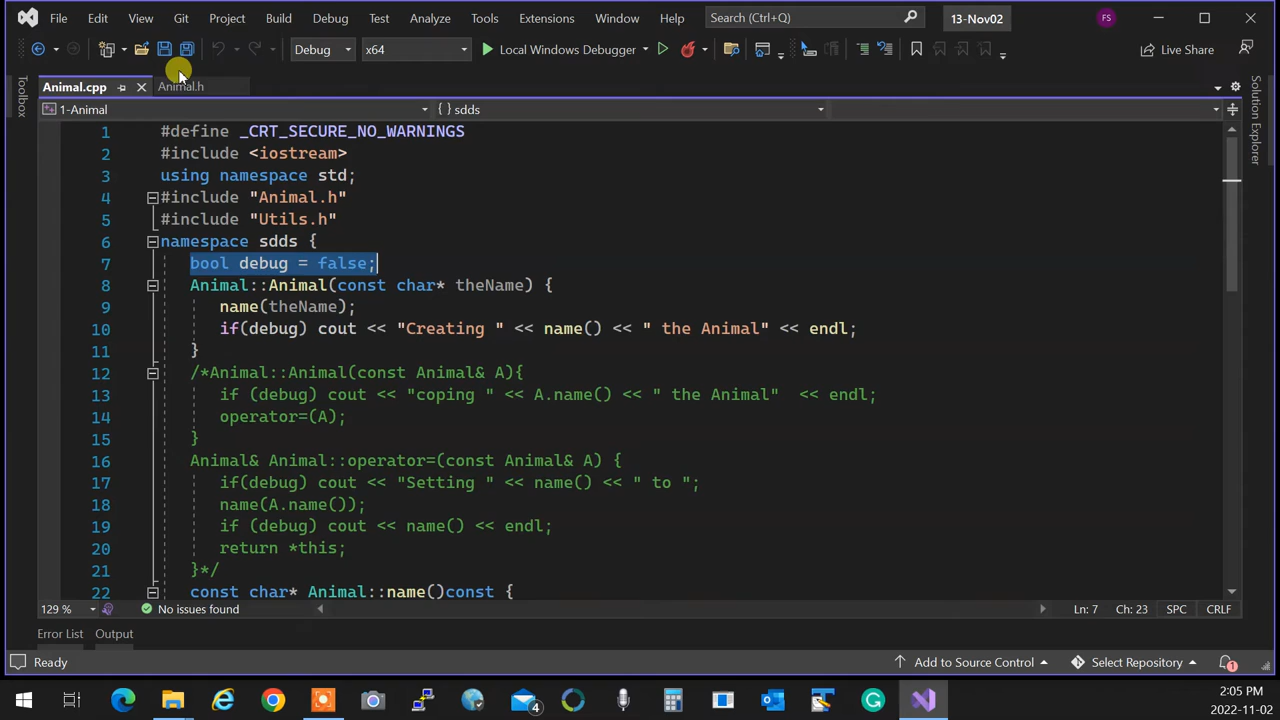 File Edit View Git Project Build Debug Test Analyze Tools Extensions Window Help Search (Ctrl+Q) 13-Nov02 FS
Debug x64 Local Windows Debugger Live Share
Toolbox
Animal.cpp Animal.h
Solution Explorer
1-Animal {} sdds
1 #define _CRT_SECURE_NO_WARNINGS
2 #include <iostream>
3 using namespace std;
4 #include "Animal.h"
5 #include "Utils.h"
6 namespace sdds {
7 bool debug = false;
8 Animal::Animal(const char* theName) {
9 name(theName);
10 if(debug) cout << "Creating " << name() << " the Animal" << endl;
11 }
12 /*Animal::Animal(const Animal& A){
13 if (debug) cout << "coping " << A.name() << " the Animal"  << endl;
14 operator=(A);
15 }
16 Animal& Animal::operator=(const Animal& A) {
17 if(debug) cout << "Setting " << name() << " to ";
18 name(A.name());
19 if (debug) cout << name() << endl;
20 return *this;
21 }*/
22 const char* Animal::name()const {
129 % No issues found Ln: 7 Ch: 23 SPC CRLF
Error List Output
Ready Add to Source Control Select Repository 1
4
2:05 PM
2022-11-02